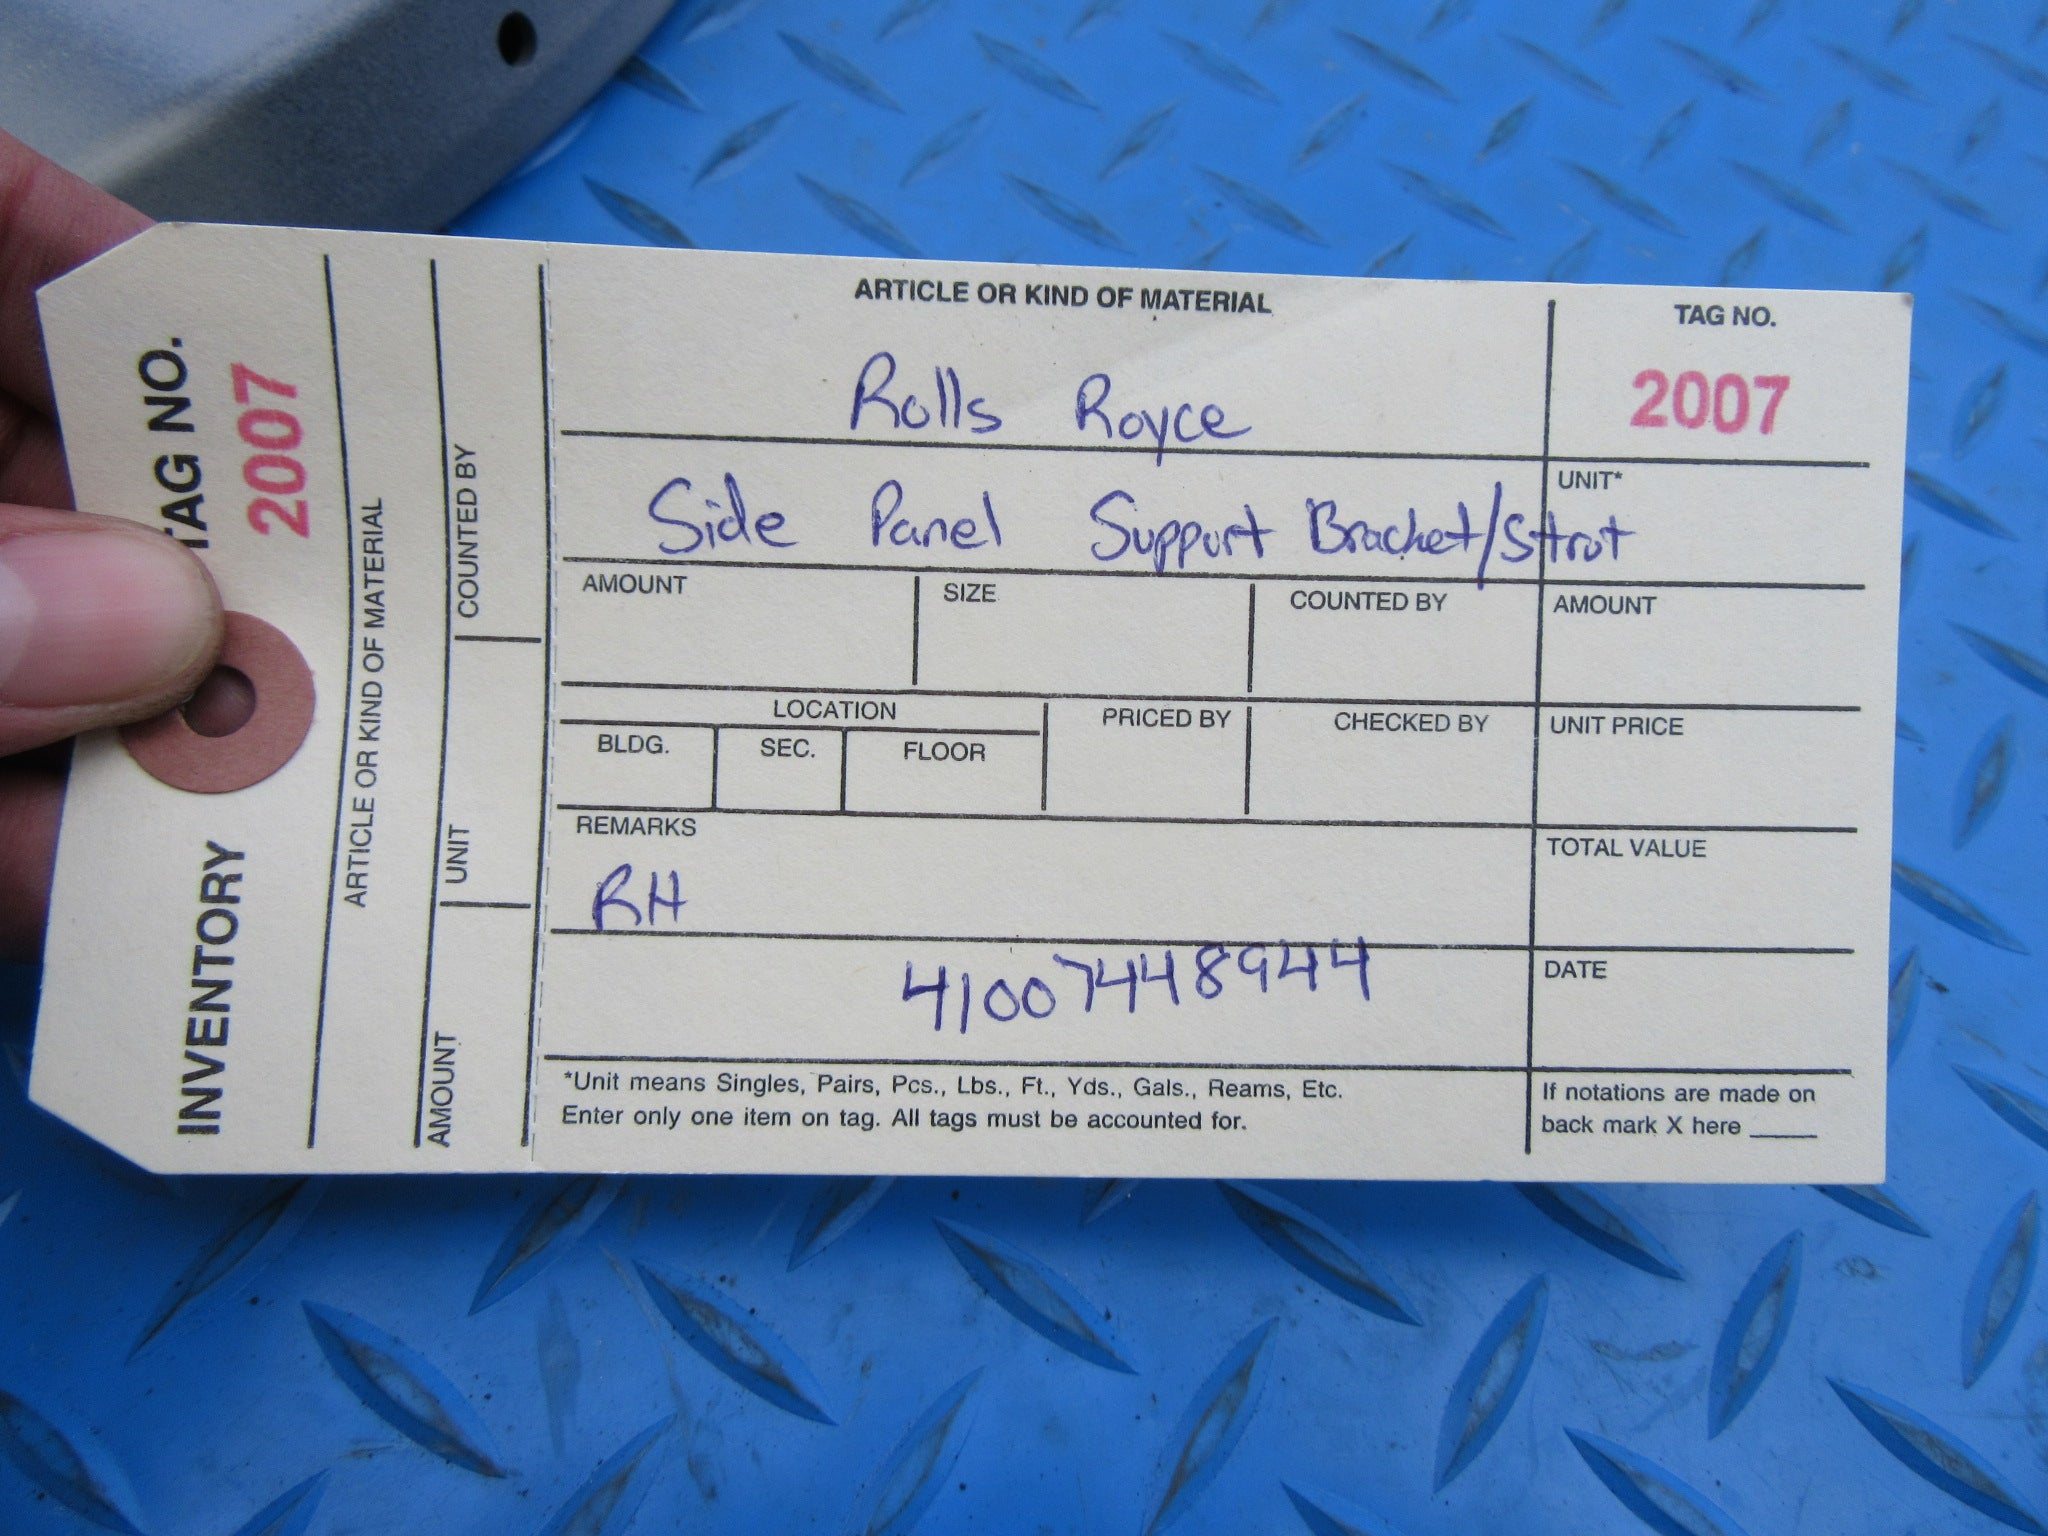 ARTICLE OR KIND OF MATERIAL
Rolls Royce
Side Panel Support Bracket/Strut
TAG NO.
2007
UNIT*
AMOUNT
SIZE
COUNTED BY
AMOUNT
LOCATION
BLDG.
SEC.
FLOOR
PRICED BY
CHECKED BY
UNIT PRICE
REMARKS
RH
TOTAL VALUE
41007448944
DATE
*Unit means Singles, Pairs, Pcs., Lbs., Ft., Yds., Gals., Reams, Etc.
Enter only one item on tag. All tags must be accounted for.
If notations are made on
back mark X here ____
INVENTORY TAG NO.
2007
ARTICLE OR KIND OF MATERIAL
AMOUNT
UNIT
COUNTED BY